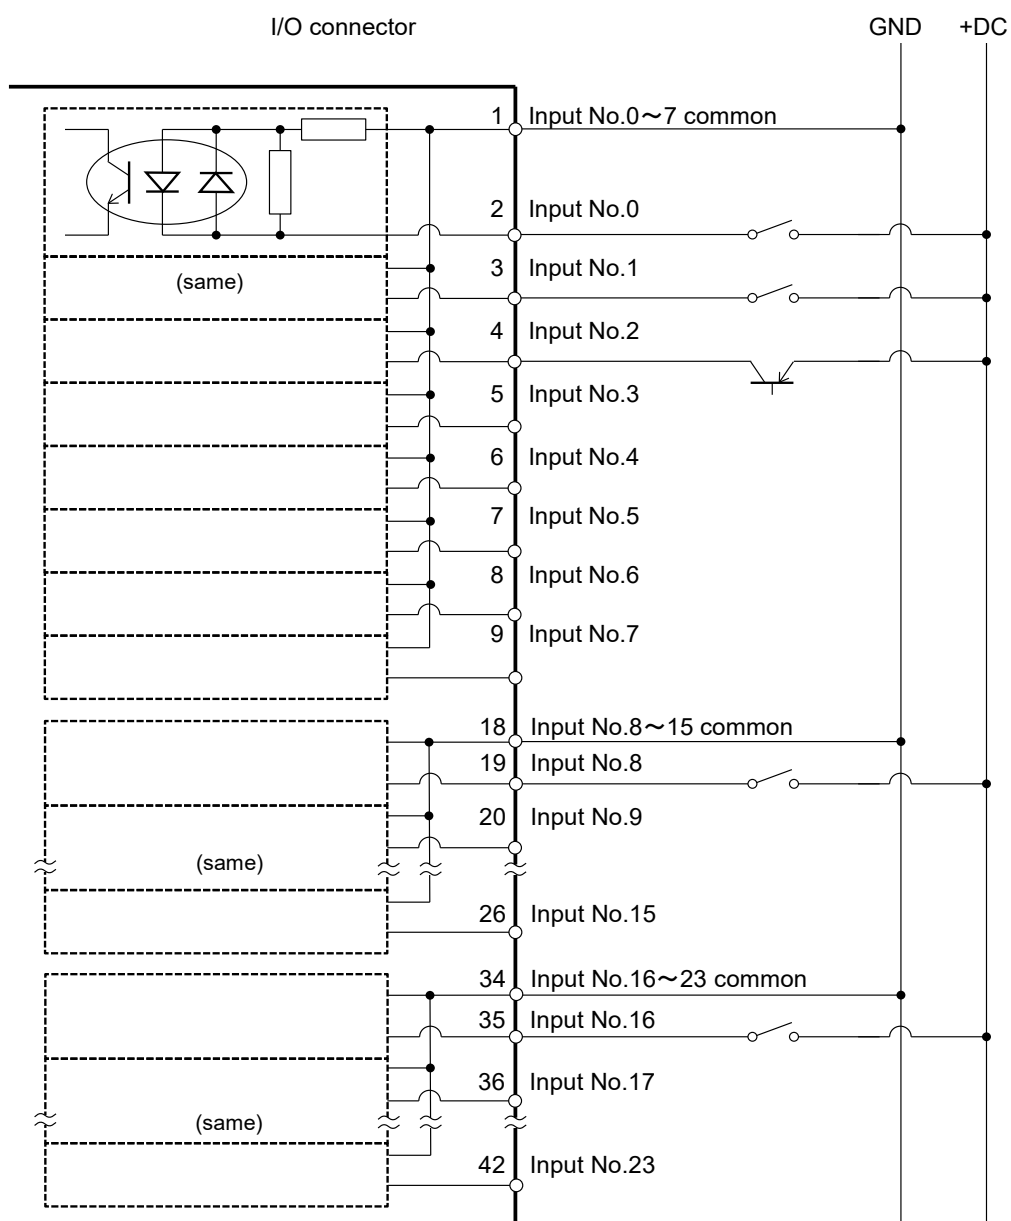 I/O connector GND +DC
1 Input No.0～7 common
2 Input No.0
3 Input No.1
(same)
4 Input No.2
5 Input No.3
6 Input No.4
7 Input No.5
8 Input No.6
9 Input No.7
18 Input No.8～15 common
19 Input No.8
20 Input No.9
(same)
26 Input No.15
34 Input No.16～23 common
35 Input No.16
36 Input No.17
(same)
42 Input No.23